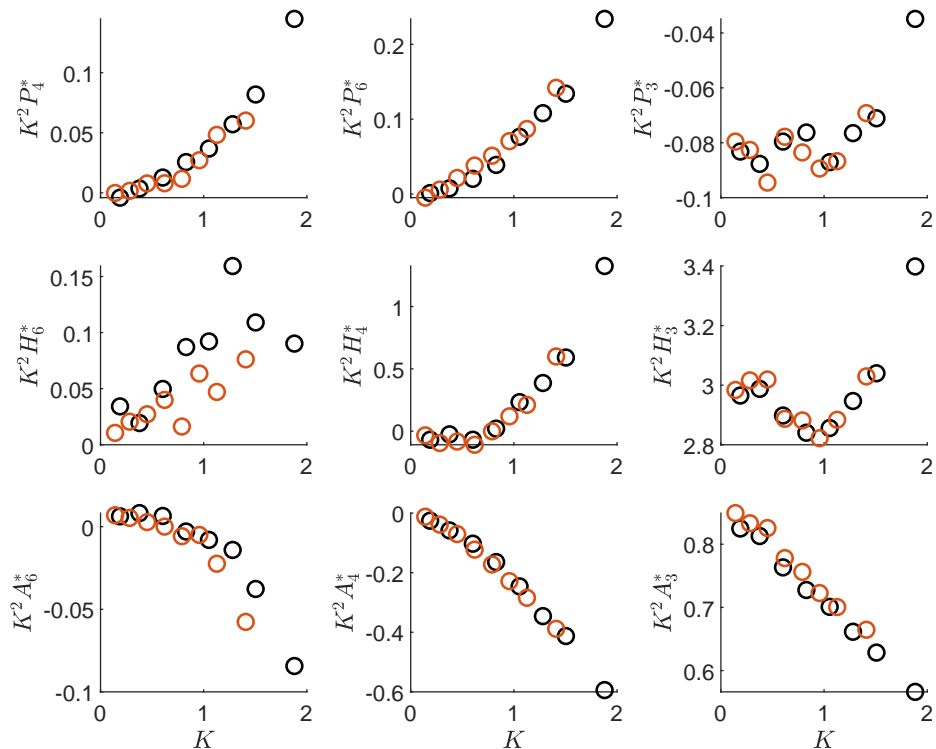 K²P₄*
0.1
0.05
0
0 1 2
K²P₆*
0.2
0.1
0
0 1 2
K²P₃*
-0.04
-0.06
-0.08
-0.1
0 1 2
K²H₆*
0.15
0.1
0.05
0
0 1 2
K²H₄*
1
0.5
0
0 1 2
K²H₃*
3.4
3.2
3
2.8
0 1 2
K²A₆*
0
-0.05
-0.1
0 1 2
K
K²A₄*
0
-0.2
-0.4
-0.6
0 1 2
K
K²A₃*
0.8
0.7
0.6
0 1 2
K